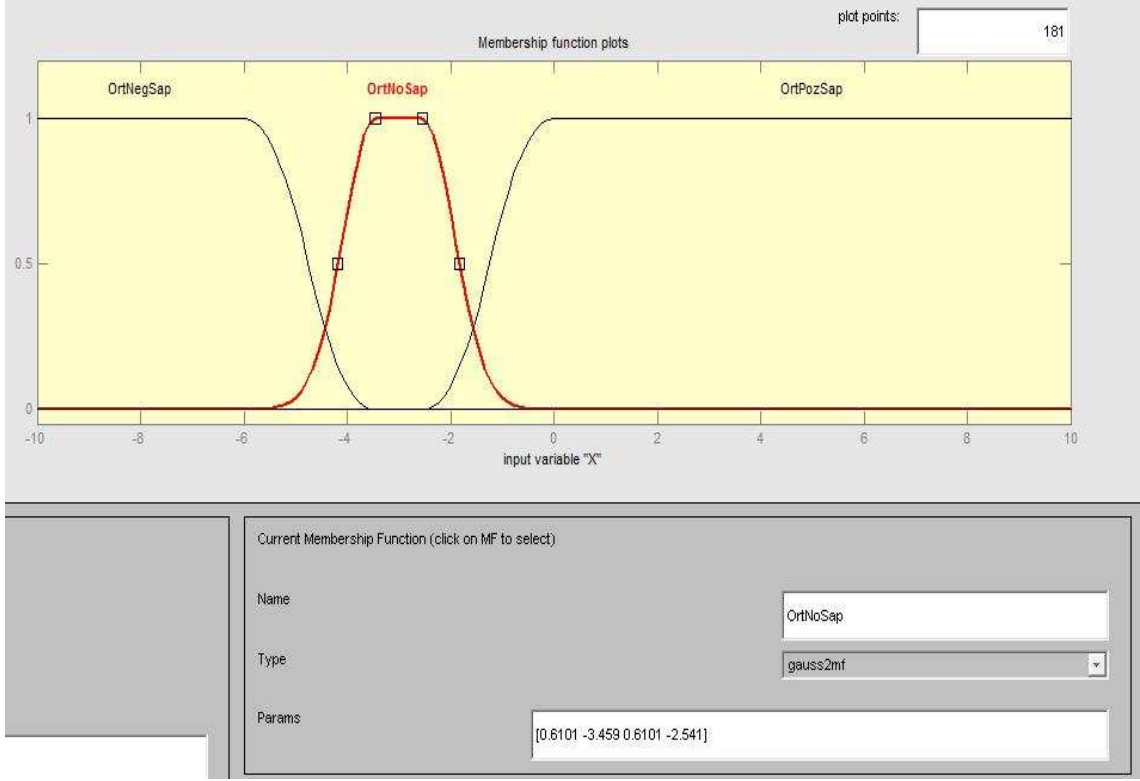 plot points:
181
Membership function plots
OrtNegSap
OrtNoSap
OrtPozSap
1
0.5
0
-10 -8 -6 -4 -2 0 2 4 6 8 10
input variable "X"
Current Membership Function (click on MF to select)
Name
OrtNoSap
Type
gauss2mf
Params
[0.6101 -3.459 0.6101 -2.541]